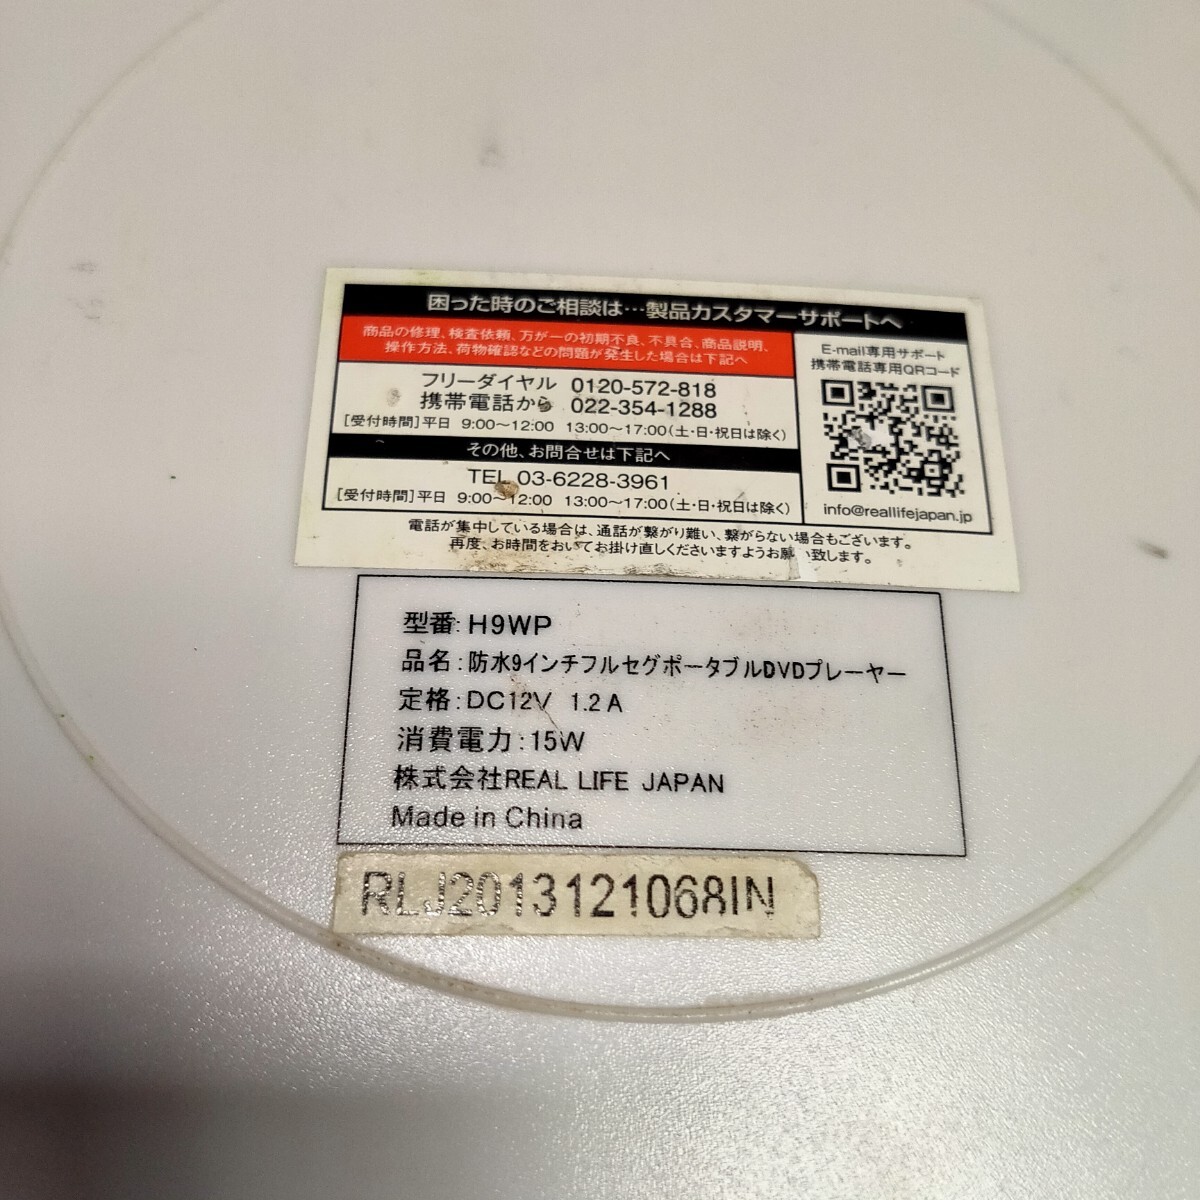 困った時のご相談は…製品カスタマーサポートへ
商品の修理、検査依頼、万が一の初期不良、不具合、商品説明、
操作方法、荷物確認などの問題が発生した場合は下記へ
フリーダイヤル 0120-572-818
携帯電話から 022-354-1288
[受付時間]平日 9:00～12:00 13:00～17:00(土・日・祝日は除く)
その他、お問合せは下記へ
TEL 03-6228-3961
[受付時間]平日 9:00～12:00 13:00～17:00(土・日・祝日は除く)
E-mail専用サポート
携帯電話専用QRコード
info@reallifejapan.jp
電話が集中している場合は、通話が繋がり難い、繋がらない場合もございます。
再度、お時間をおいてお掛け直しくださいますようお願い致します。
型番:H9WP
品名:防水9インチフルセグポータブルDVDプレーヤー
定格:DC12V 1.2A
消費電力:15W
株式会社REAL LIFE JAPAN
Made in China
RLJ2013121068IN